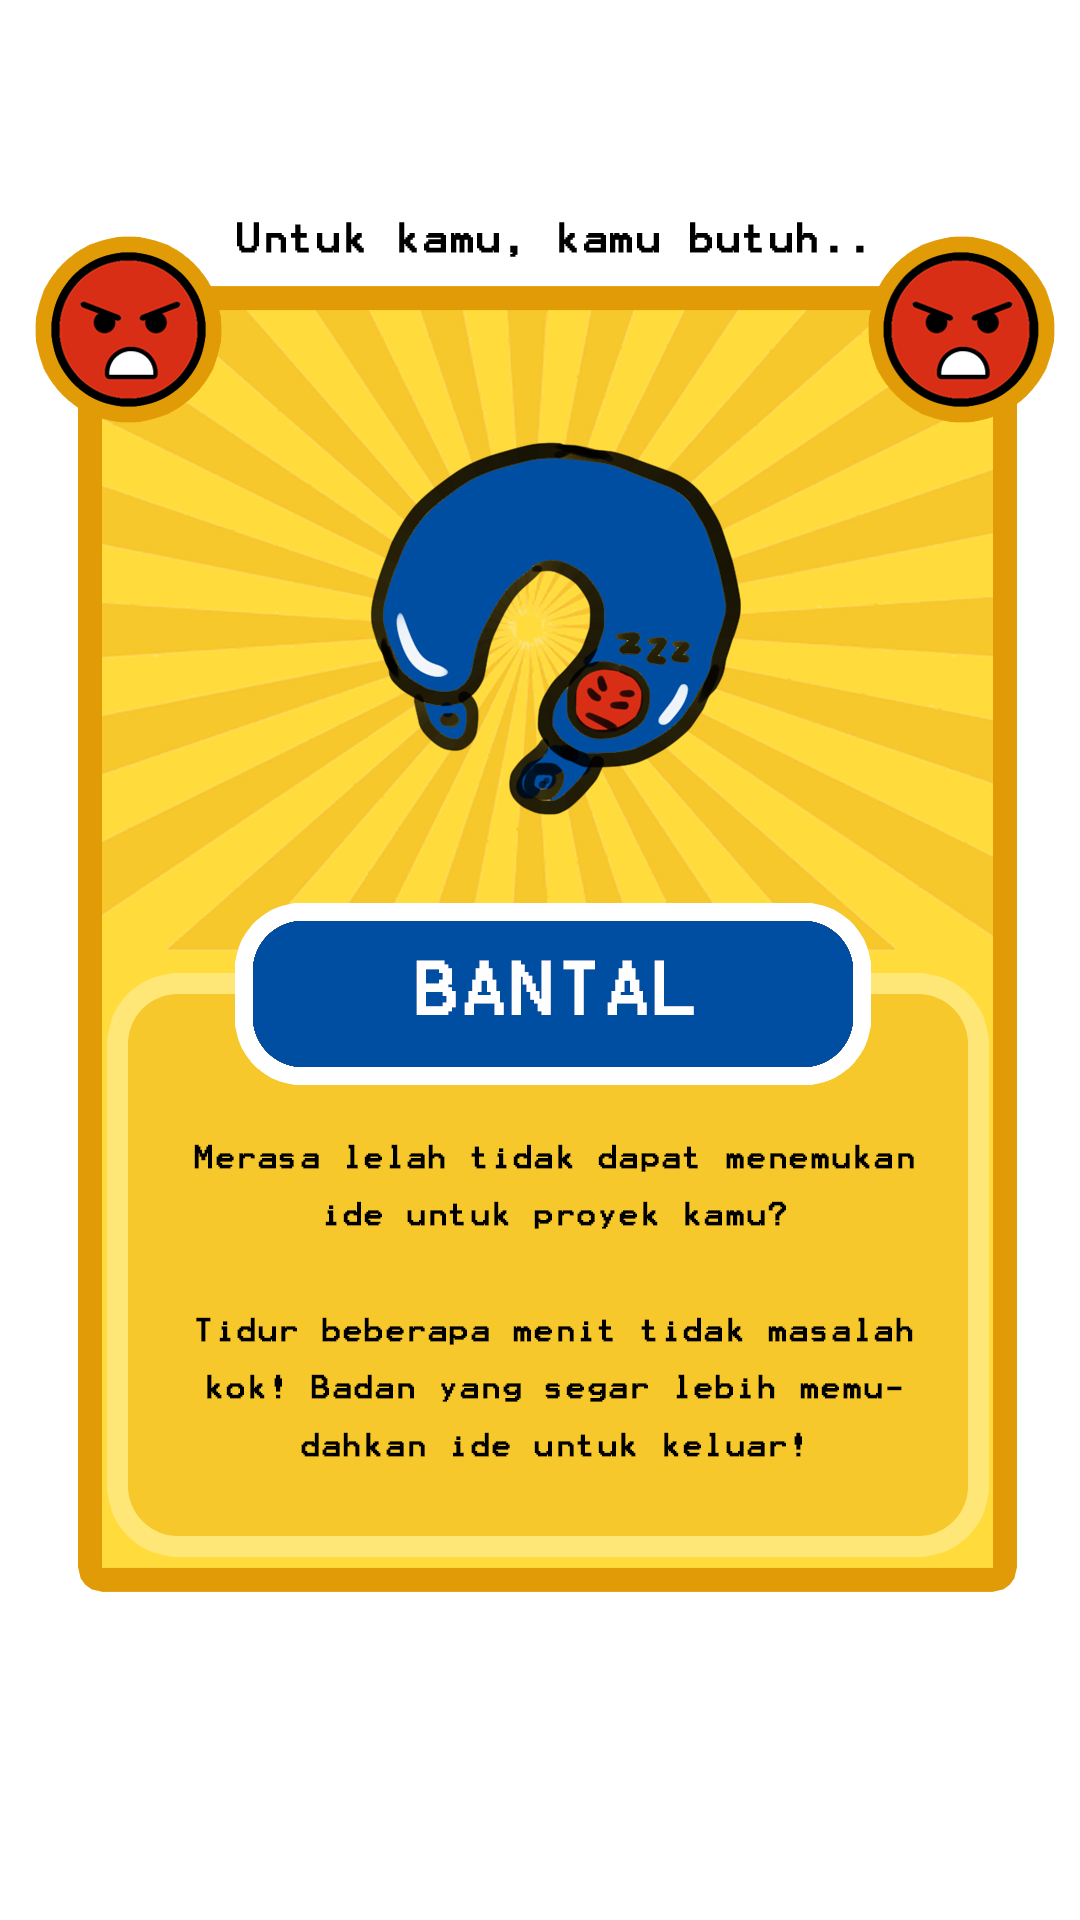 Untuk kamu, kamu butuh..
zzz
BANTAL
Merasa lelah tidak dapat menemukan
ide untuk proyek kamu?
Tidur beberapa menit tidak masalah
kok! Badan yang segar lebih memu-
dahkan ide untuk keluar!